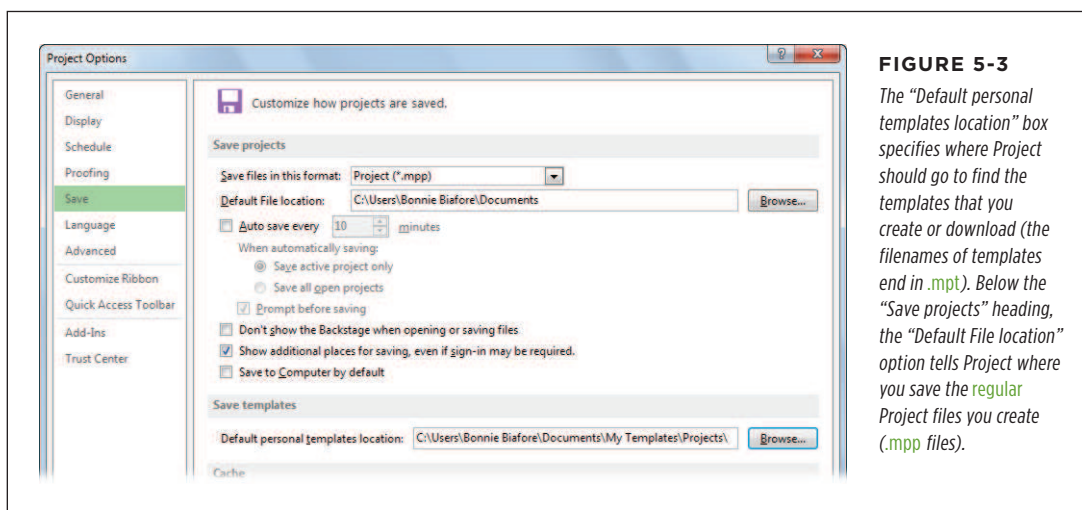 Project Options
General
Display
Schedule
Proofing
Save
Language
Advanced
Customize Ribbon
Quick Access Toolbar
Add-Ins
Trust Center
Customize how projects are saved.
Save projects
Save files in this format: Project (*.mpp)
Default File location: C:\Users\Bonnie Biafore\Documents Browse...
Auto save every 10 minutes
When automatically saving:
Save active project only
Save all open projects
Prompt before saving
Don't show the Backstage when opening or saving files
Show additional places for saving, even if sign-in may be required.
Save to Computer by default
Save templates
Default personal templates location: C:\Users\Bonnie Biafore\Documents\My Templates\Projects\ Browse...
Cache
FIGURE 5-3
The “Default personal
templates location” box
specifies where Project
should go to find the
templates that you
create or download (the
filenames of templates
end in .mpt). Below the
“Save projects” heading,
the “Default File location”
option tells Project where
you save the regular
Project files you create
(.mpp files).